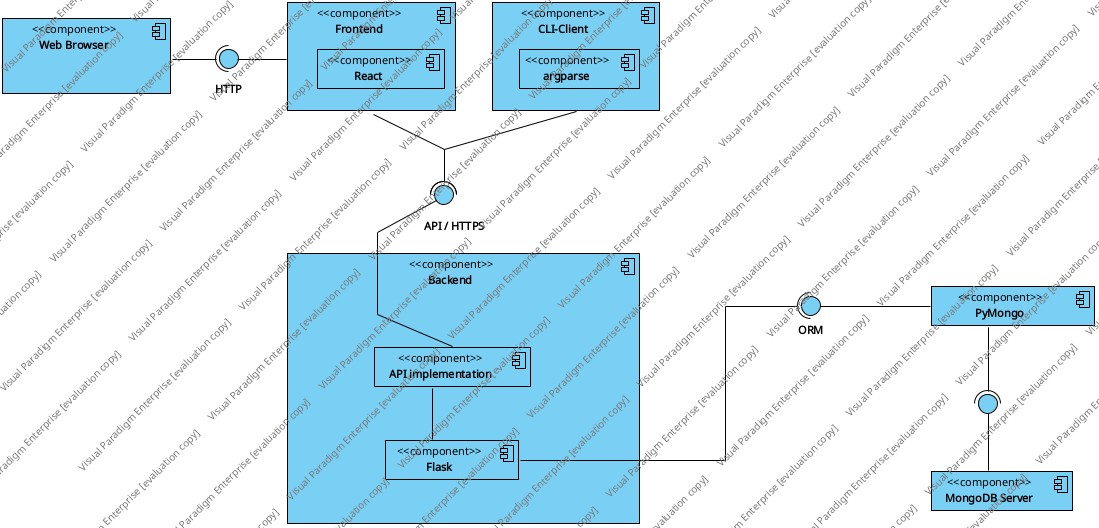 <<component>>
Web Browser
HTTP
<<component>>
Frontend
<<component>>
React
<<component>>
CLI-Client
<<component>>
argparse
API / HTTPS
<<component>>
Backend
<<component>>
API implementation
<<component>>
Flask
ORM
<<component>>
PyMongo
<<component>>
MongoDB Server
Visual Paradigm Enterprise [evaluation copy]